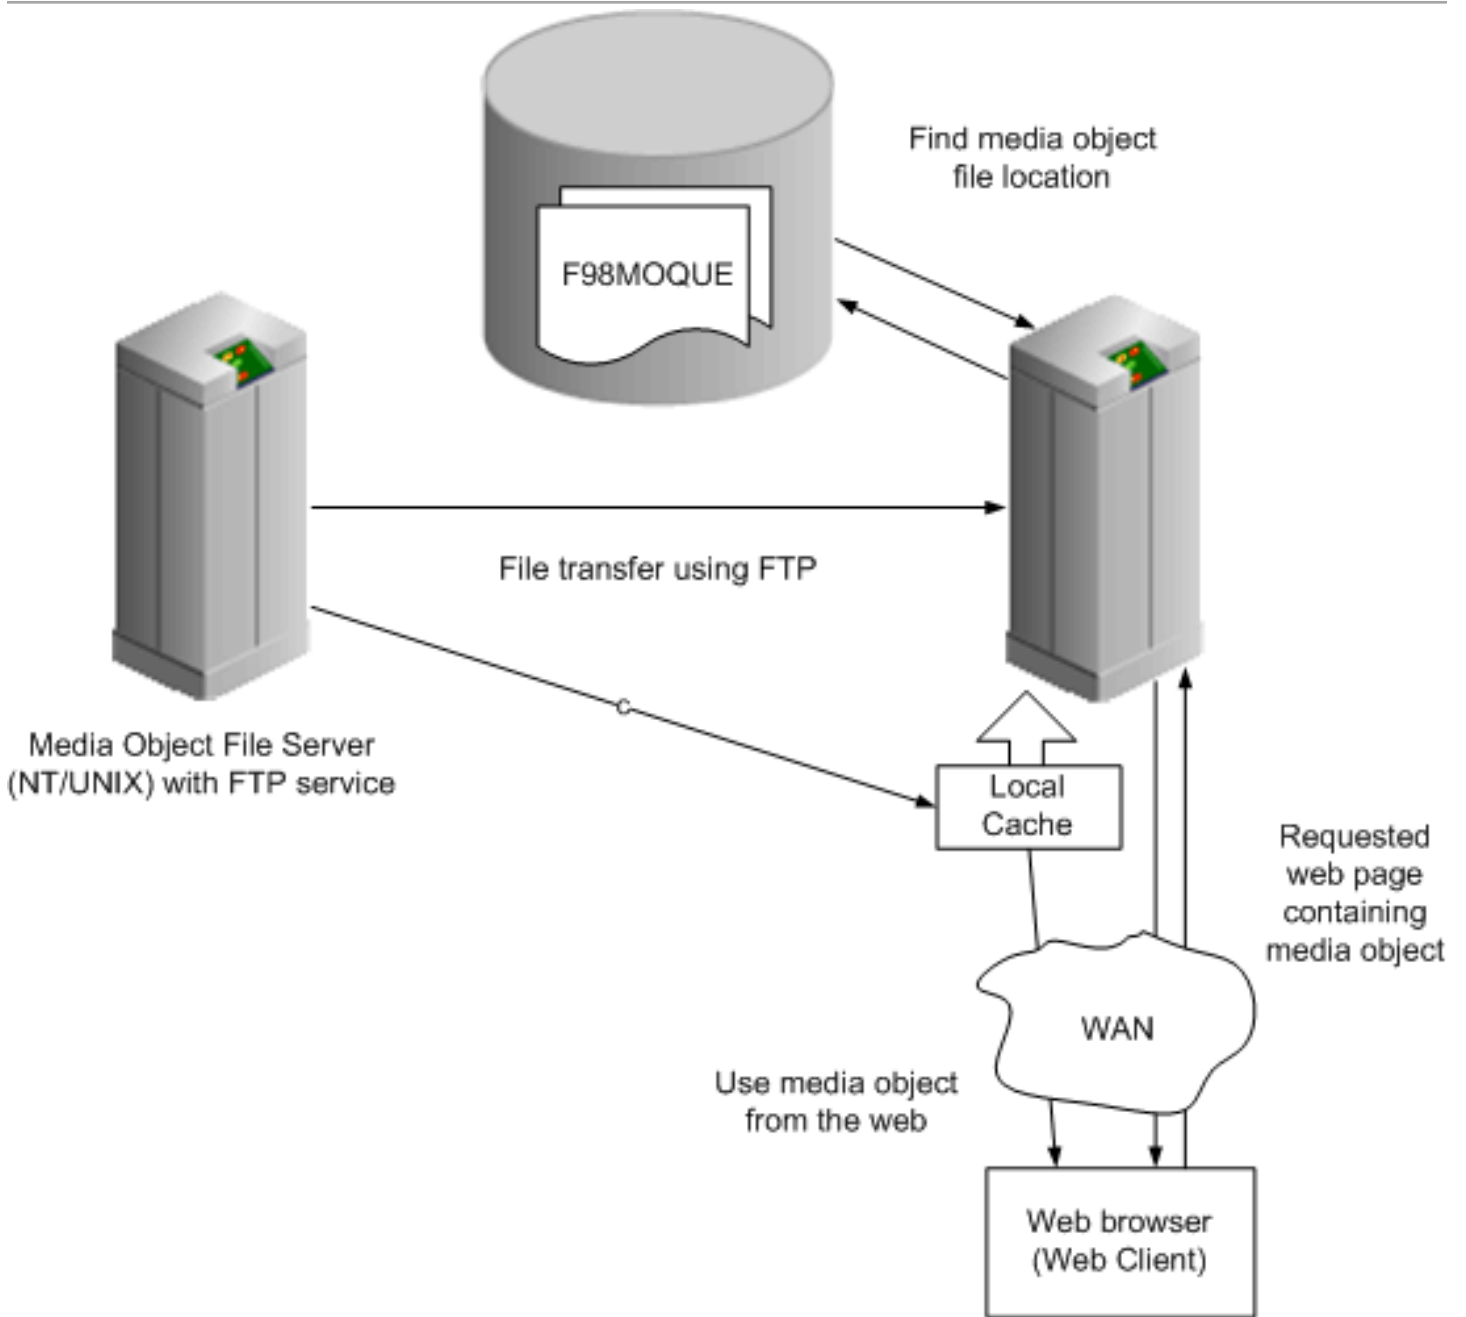 Find media object
file location
F98MOQUE
File transfer using FTP
C
Media Object File Server
(NT/UNIX) with FTP service
Local
Cache
Requested
web page
containing
media object
WAN
Use media object
from the web
Web browser
(Web Client)